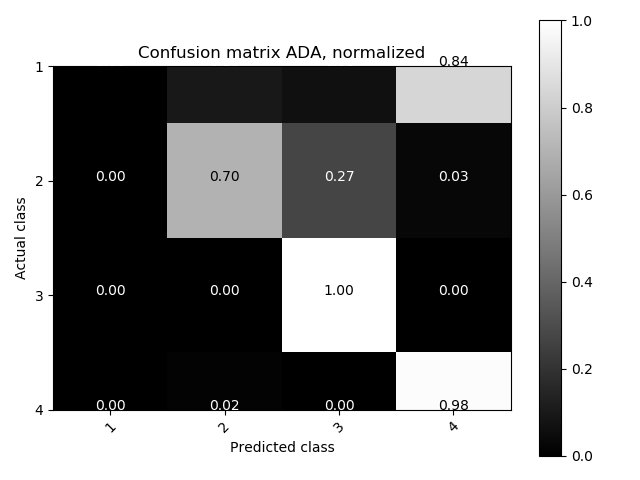 Confusion matrix ADA, normalized
1.0
0.84
1
0.8
2
0.00 0.70 0.27 0.03
0.6
Actual class
0.4
3
0.00 0.00 1.00 0.00
0.2
4
0.00 0.02 0.00 0.98
0.0
1 2 3 4
Predicted class